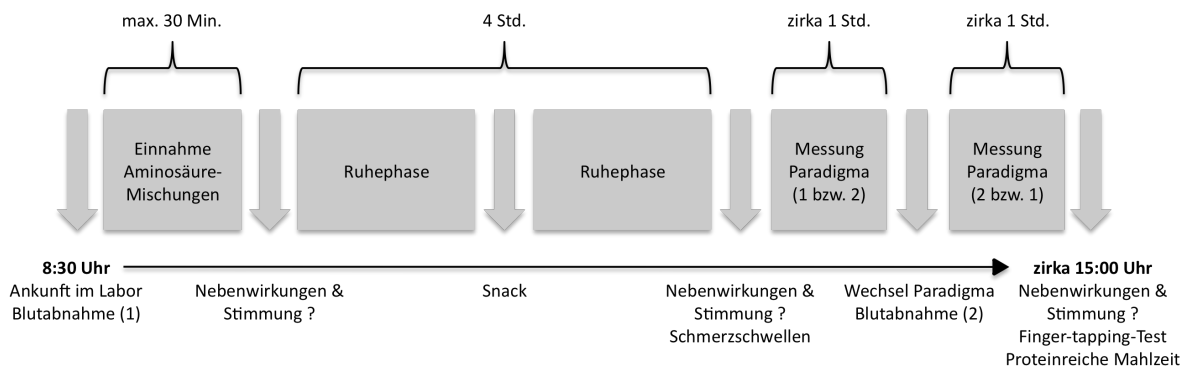 max. 30 Min.
4 Std.
zirka 1 Std.
zirka 1 Std.
Einnahme
Aminosäure-
Mischungen
Ruhephase
Ruhephase
Messung
Paradigma
(1 bzw. 2)
Messung
Paradigma
(2 bzw. 1)
8:30 Uhr
Ankunft im Labor
Blutabnahme (1)
Nebenwirkungen &
Stimmung ?
Snack
Nebenwirkungen &
Stimmung ?
Schmerzschwellen
Wechsel Paradigma
Blutabnahme (2)
zirka 15:00 Uhr
Nebenwirkungen &
Stimmung ?
Finger-tapping-Test
Proteinreiche Mahlzeit